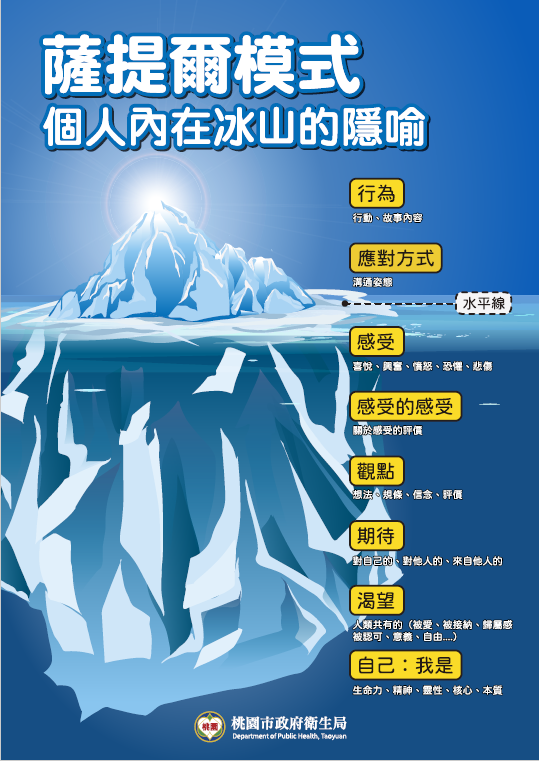 薩提爾模式
個人內在冰山的隱喻
行為
行動、故事內容
應對方式
溝通姿態
水平線
感受
喜悅、興奮、憤怒、恐懼、悲傷
感受的感受
關於感受的評價
觀點
想法、規條、信念、評價
期待
對自己的、對他人的、來自他人的
渴望
人類共有的（被愛、被接納、歸屬感
被認可、意義、自由....）
自己：我是
生命力、精神、靈性、核心、本質
桃園
桃園市政府衛生局
Department of Public Health, Taoyuan